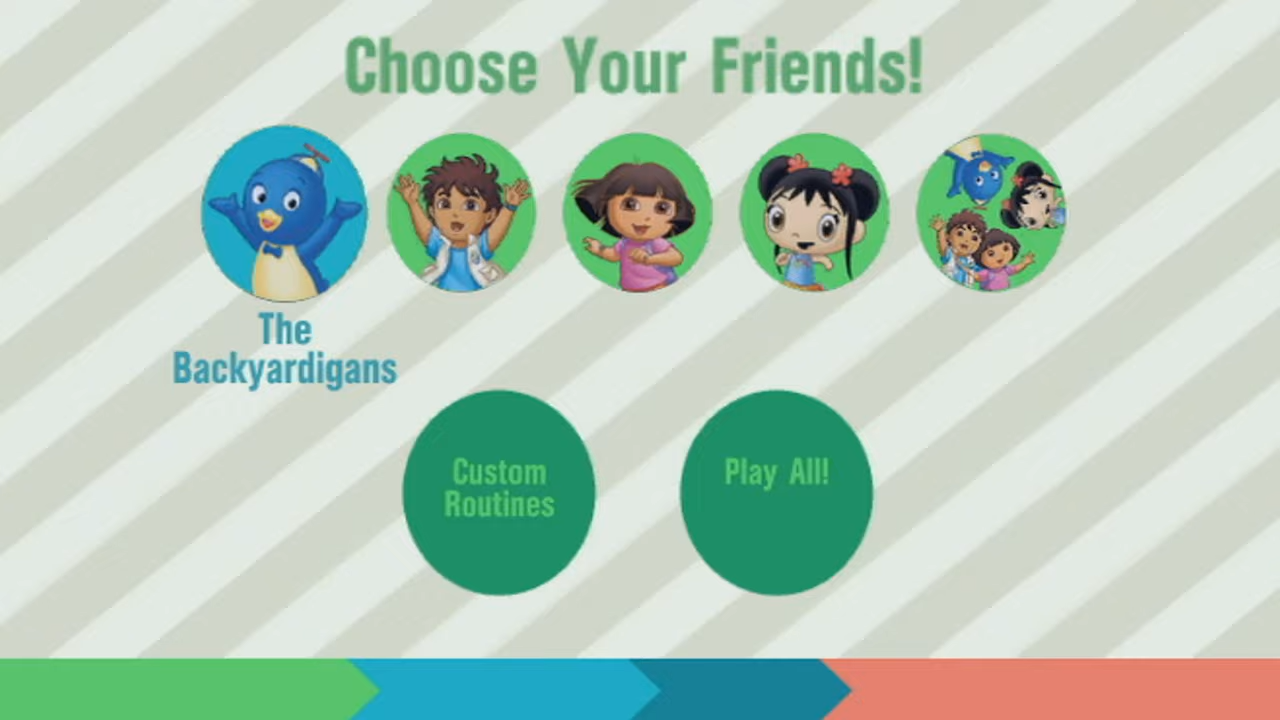 Choose Your Friends!
The
Backyardigans
Custom
Routines
Play All!